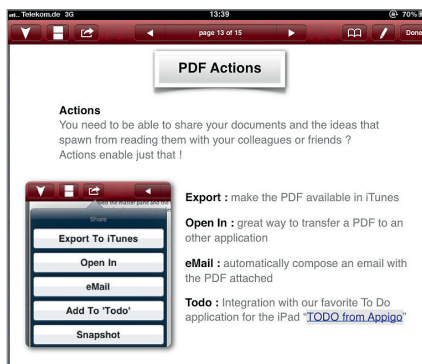 Telekom.de 3G 13:39 70%
page 13 of 15 Done
PDF Actions
Actions
You need to be able to share your documents and the ideas that
spawn from reading them with your colleagues or friends ?
Actions enable just that !
Share
Export To iTunes
Open In
eMail
Add To 'Todo'
Snapshot
Export : make the PDF available in iTunes
Open In : great way to transfer a PDF to an
other application
eMail : automatically compose an email with
the PDF attached
Todo : Integration with our favorite To Do
application for the iPad “TODO from Appigo”